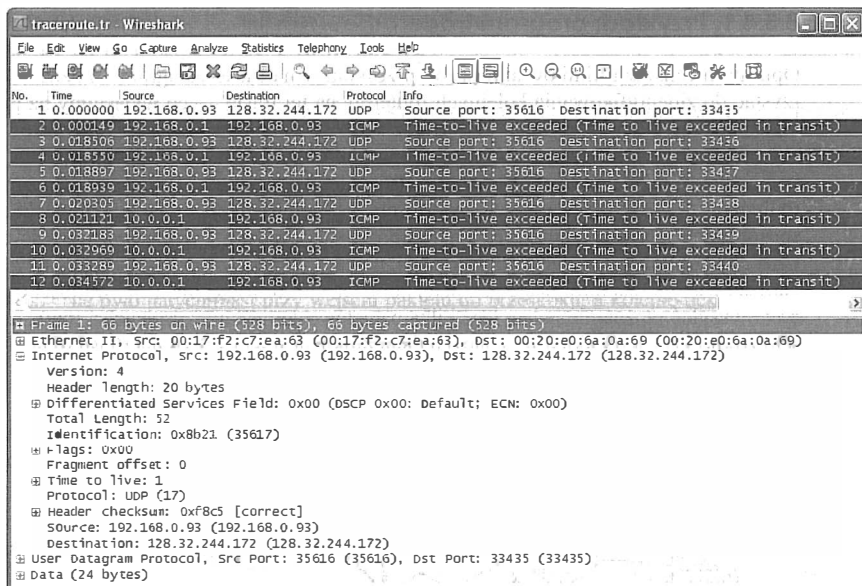 traceroute.tr - Wireshark
File Edit View Go Capture Analyze Statistics Telephony Tools Help
No. Time Source Destination Protocol Info
1 0.000000 192.168.0.93 128.32.244.172 UDP Source port: 35616 Destination port: 33435
2 0.000149 192.168.0.1 192.168.0.93 ICMP Time-to-live exceeded (Time to live exceeded in transit)
3 0.018506 192.168.0.93 128.32.244.172 UDP Source port: 35616 Destination port: 33436
4 0.018550 192.168.0.1 192.168.0.93 ICMP Time-to-live exceeded (Time to live exceeded in transit)
5 0.018897 192.168.0.93 128.32.244.172 UDP Source port: 35616 Destination port: 33437
6 0.018939 192.168.0.1 192.168.0.93 ICMP Time-to-live exceeded (Time to live exceeded in transit)
7 0.020305 192.168.0.93 128.32.244.172 UDP Source port: 35616 Destination port: 33438
8 0.021121 10.0.0.1 192.168.0.93 ICMP Time-to-live exceeded (Time to live exceeded in transit)
9 0.032183 192.168.0.93 128.32.244.172 UDP Source port: 35616 Destination port: 33439
10 0.032969 10.0.0.1 192.168.0.93 ICMP Time-to-live exceeded (Time to live exceeded in transit)
11 0.033289 192.168.0.93 128.32.244.172 UDP Source port: 35616 Destination port: 33440
12 0.034572 10.0.0.1 192.168.0.93 ICMP Time-to-live exceeded (Time to live exceeded in transit)
Frame 1: 66 bytes on wire (528 bits), 66 bytes captured (528 bits)
Ethernet II, Src: 00:17:f2:c7:ea:63 (00:17:f2:c7:ea:63), Dst: 00:20:e0:6a:0a:69 (00:20:e0:6a:0a:69)
Internet Protocol, Src: 192.168.0.93 (192.168.0.93), Dst: 128.32.244.172 (128.32.244.172)
Version: 4
Header length: 20 bytes
Differentiated Services Field: 0x00 (DSCP 0x00: Default; ECN: 0x00)
Total Length: 52
Identification: 0x8b21 (35617)
Flags: 0x00
Fragment offset: 0
Time to live: 1
Protocol: UDP (17)
Header checksum: 0xf8c5 [correct]
Source: 192.168.0.93 (192.168.0.93)
Destination: 128.32.244.172 (128.32.244.172)
User Datagram Protocol, Src Port: 35616 (35616), Dst Port: 33435 (33435)
Data (24 bytes)